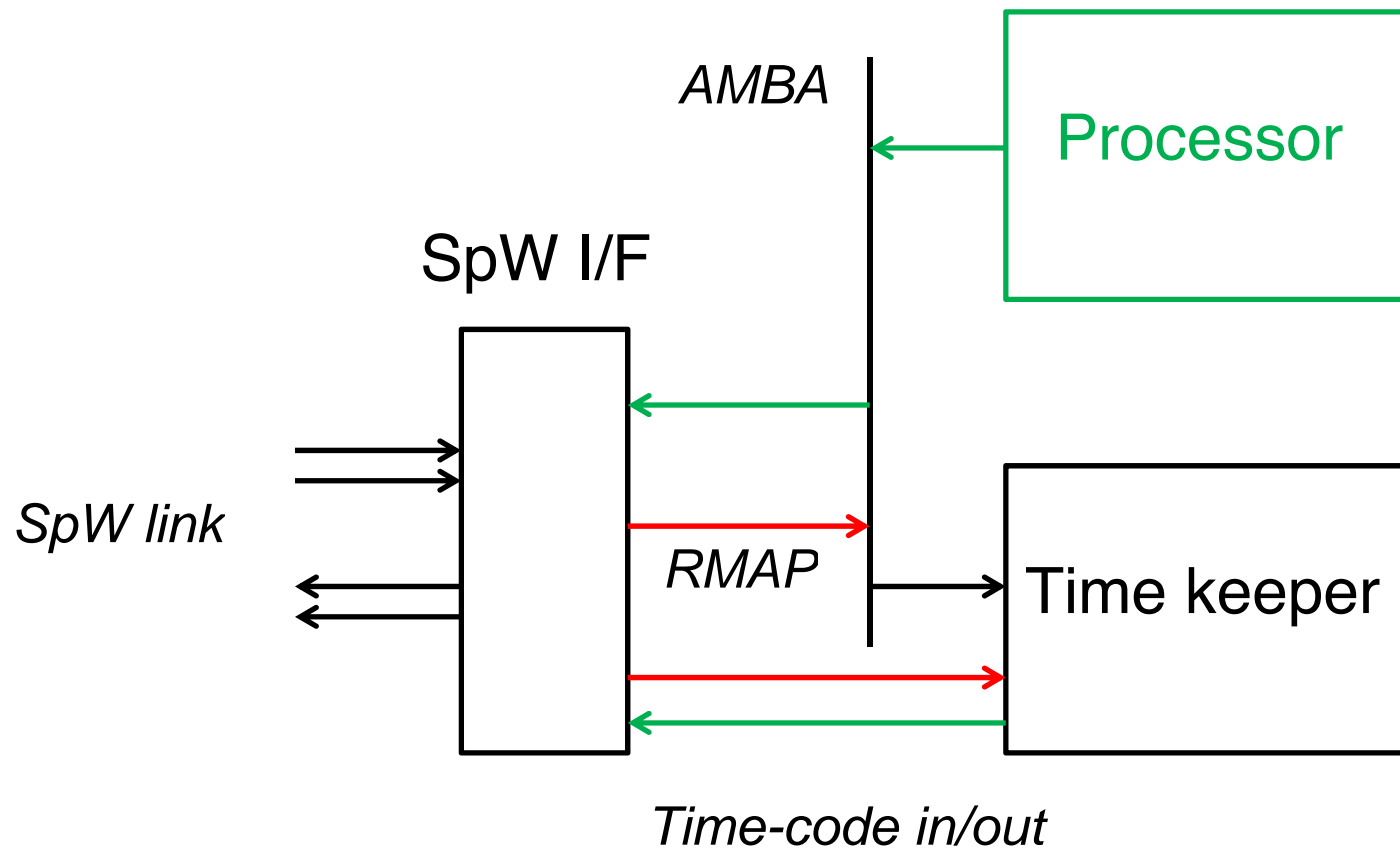 AMBA
Processor
SpW I/F
SpW link
RMAP
Time keeper
Time-code in/out